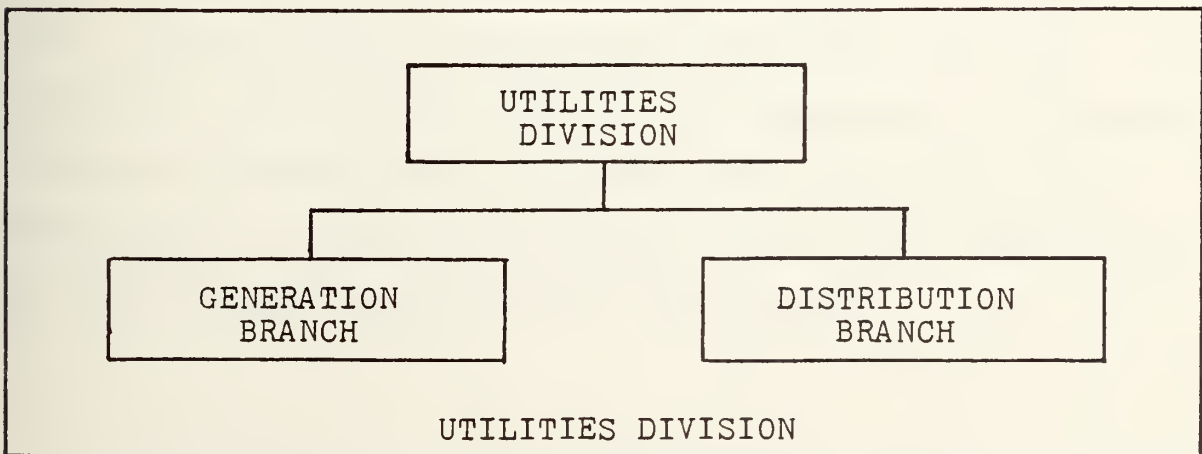 UTILITIES
DIVISION
GENERATION
BRANCH
DISTRIBUTION
BRANCH
UTILITIES DIVISION